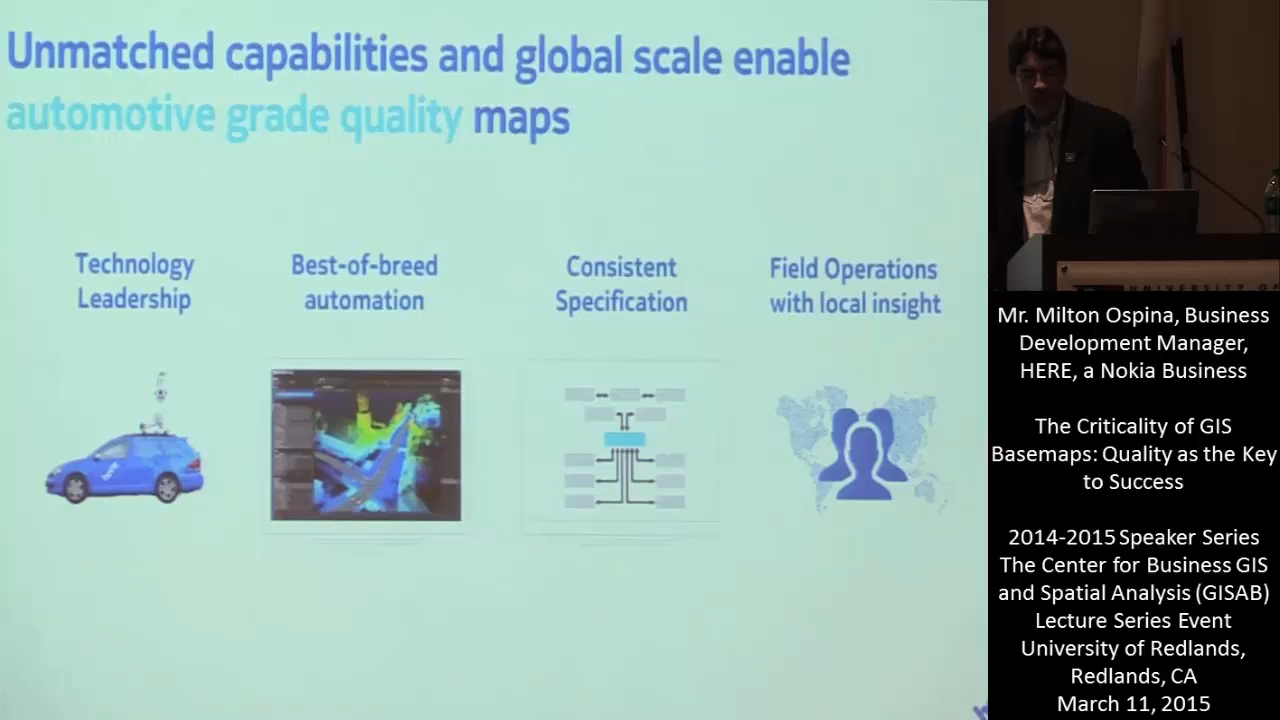 Unmatched capabilities and global scale enable
automotive grade quality maps
Technology
Leadership
Best-of-breed
automation
Consistent
Specification
Field Operations
with local insight
UNIVERSITY OF
Mr. Milton Ospina, Business
Development Manager,
HERE, a Nokia Business
The Criticality of GIS
Basemaps: Quality as the Key
to Success
2014-2015 Speaker Series
The Center for Business GIS
and Spatial Analysis (GISAB)
Lecture Series Event
University of Redlands,
Redlands, CA
March 11, 2015